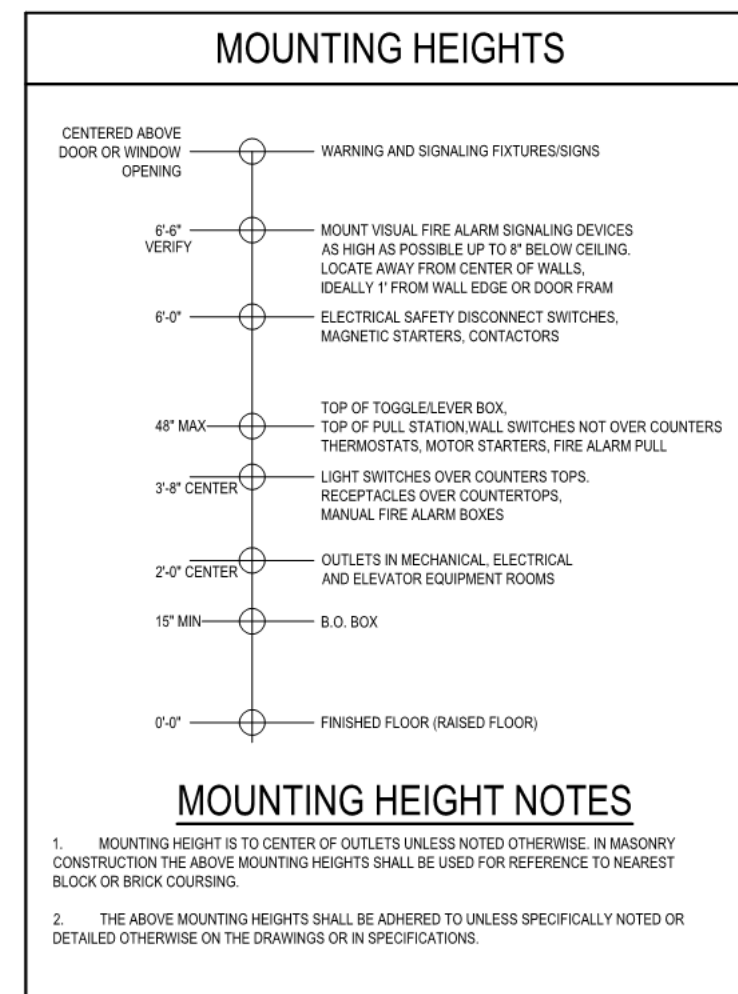 MOUNTING HEIGHTS
CENTERED ABOVE
DOOR OR WINDOW
OPENING
WARNING AND SIGNALING FIXTURES/SIGNS
6'-6"
VERIFY
MOUNT VISUAL FIRE ALARM SIGNALING DEVICES
AS HIGH AS POSSIBLE UP TO 8" BELOW CEILING.
LOCATE AWAY FROM CENTER OF WALLS,
IDEALLY 1' FROM WALL EDGE OR DOOR FRAM
6'-0"
ELECTRICAL SAFETY DISCONNECT SWITCHES,
MAGNETIC STARTERS, CONTACTORS
48" MAX
TOP OF TOGGLE/LEVER BOX,
TOP OF PULL STATION,WALL SWITCHES NOT OVER COUNTERS
THERMOSTATS, MOTOR STARTERS, FIRE ALARM PULL
3'-8" CENTER
LIGHT SWITCHES OVER COUNTERS TOPS.
RECEPTACLES OVER COUNTERTOPS,
MANUAL FIRE ALARM BOXES
2'-0" CENTER
OUTLETS IN MECHANICAL, ELECTRICAL
AND ELEVATOR EQUIPMENT ROOMS
15" MIN
B.O. BOX
0'-0"
FINISHED FLOOR (RAISED FLOOR)
MOUNTING HEIGHT NOTES
1. MOUNTING HEIGHT IS TO CENTER OF OUTLETS UNLESS NOTED OTHERWISE. IN MASONRY
CONSTRUCTION THE ABOVE MOUNTING HEIGHTS SHALL BE USED FOR REFERENCE TO NEAREST
BLOCK OR BRICK COURSING.
2. THE ABOVE MOUNTING HEIGHTS SHALL BE ADHERED TO UNLESS SPECIFICALLY NOTED OR
DETAILED OTHERWISE ON THE DRAWINGS OR IN SPECIFICATIONS.